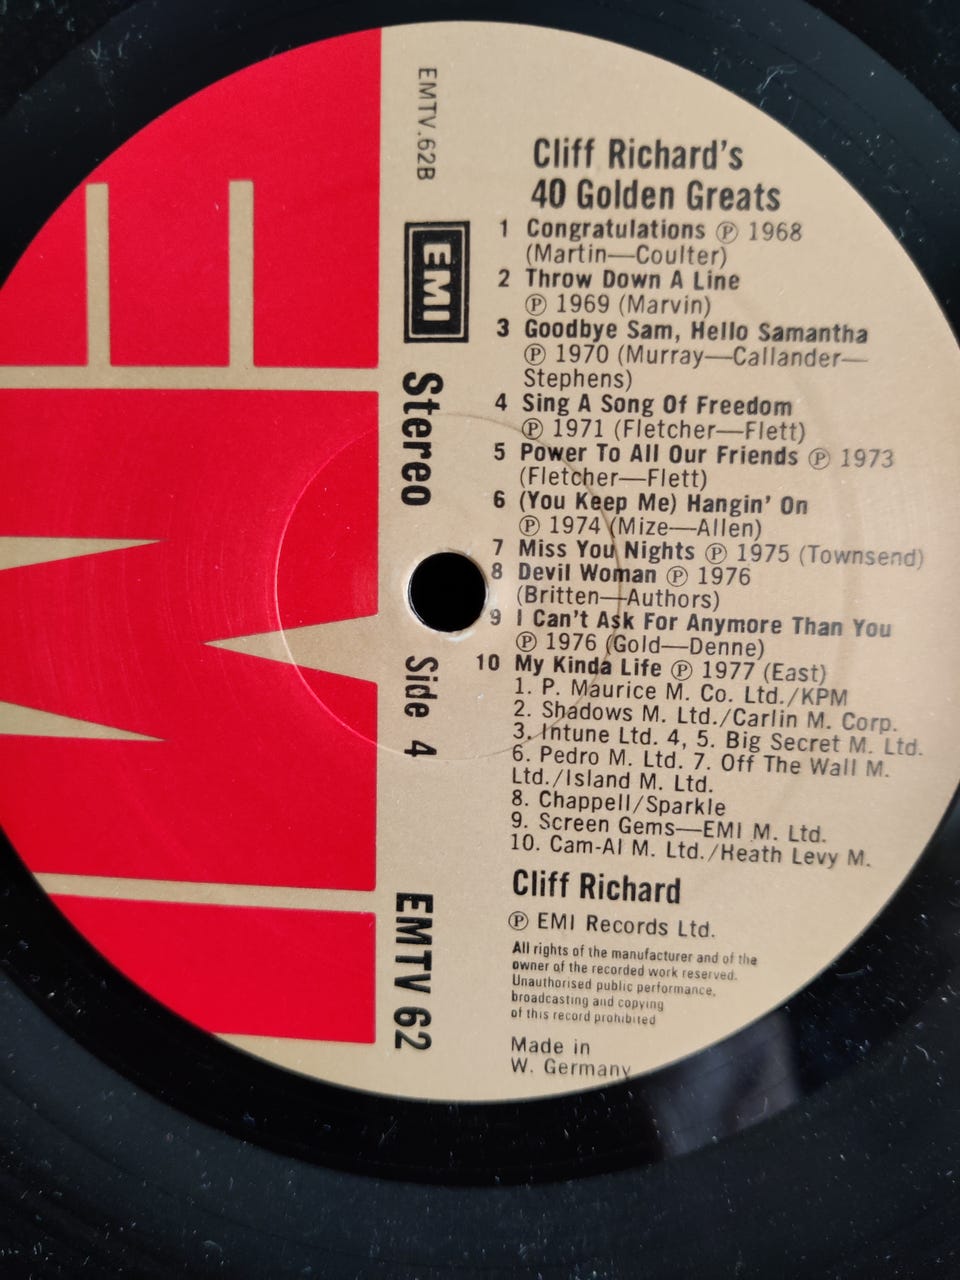 EMTV.62B
EMI
Stereo
Side 4
EMTV 62
Cliff Richard's
40 Golden Greats
1 Congratulations ℗ 1968
(Martin—Coulter)
2 Throw Down A Line
℗ 1969 (Marvin)
3 Goodbye Sam, Hello Samantha
℗ 1970 (Murray—Callander—
Stephens)
4 Sing A Song Of Freedom
℗ 1971 (Fletcher—Flett)
5 Power To All Our Friends ℗ 1973
(Fletcher—Flett)
6 (You Keep Me) Hangin' On
℗ 1974 (Mize—Allen)
7 Miss You Nights ℗ 1975 (Townsend)
8 Devil Woman ℗ 1976
(Britten—Authors)
9 I Can't Ask For Anymore Than You
℗ 1976 (Gold—Denne)
10 My Kinda Life ℗ 1977 (East)
1. P. Maurice M. Co. Ltd./KPM
2. Shadows M. Ltd./Carlin M. Corp.
3. Intune Ltd. 4, 5. Big Secret M. Ltd.
6. Pedro M. Ltd. 7. Off The Wall M.
Ltd./Island M. Ltd.
8. Chappell/Sparkle
9. Screen Gems—EMI M. Ltd.
10. Cam-Al M. Ltd./Heath Levy M.
Cliff Richard
℗ EMI Records Ltd.
All rights of the manufacturer and of the
owner of the recorded work reserved.
Unauthorised public performance,
broadcasting and copying
of this record prohibited
Made in
W. Germany